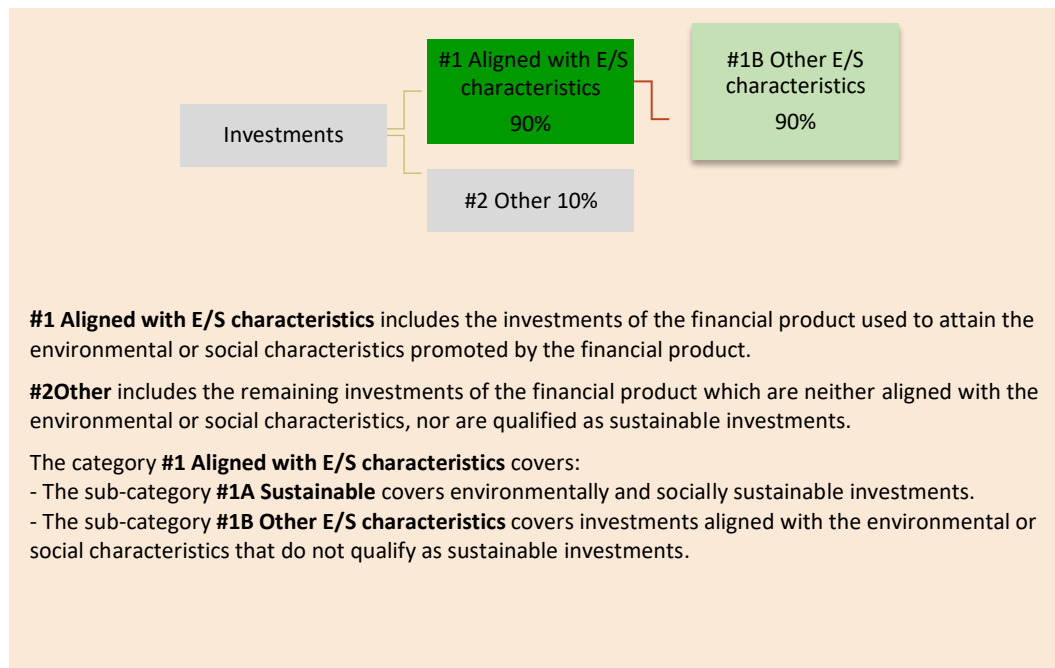 #1 Aligned with E/S
characteristics
90%
#1B Other E/S
characteristics
90%
Investments
#2 Other 10%
#1 Aligned with E/S characteristics includes the investments of the financial product used to attain the
environmental or social characteristics promoted by the financial product.
#2Other includes the remaining investments of the financial product which are neither aligned with the
environmental or social characteristics, nor are qualified as sustainable investments.
The category #1 Aligned with E/S characteristics covers:
- The sub-category #1A Sustainable covers environmentally and socially sustainable investments.
- The sub-category #1B Other E/S characteristics covers investments aligned with the environmental or
social characteristics that do not qualify as sustainable investments.